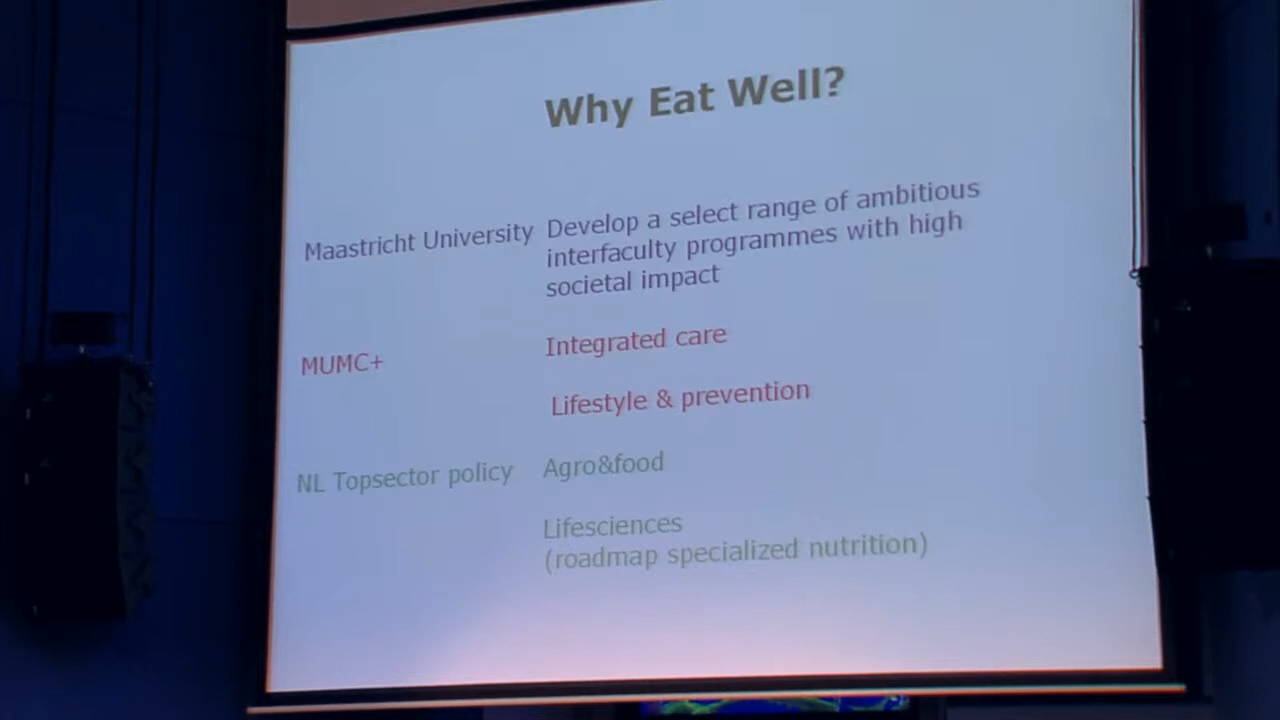 Why Eat Well?
Maastricht University
Develop a select range of ambitious
interfaculty programmes with high
societal impact
MUMC+
Integrated care
Lifestyle & prevention
NL Topsector policy
Agro&food
Lifesciences
(roadmap specialized nutrition)